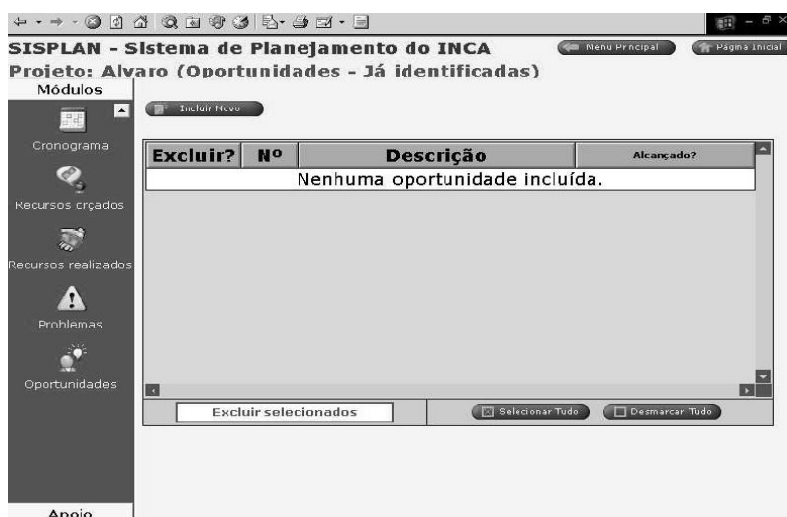 SISPLAN - SIstema de Planejamento do INCA
Menu Principal
Página Inicial
Projeto: Alvaro (Oportunidades - Já identificadas)
Módulos
Incluir Novo
Cronograma
Excluir?
Nº
Descrição
Alcançado?
Nenhuma oportunidade incluída.
Recursos orçados
Recursos realizados
Problemas
Oportunidades
Excluir selecionados
Selecionar Tudo
Desmarcar Tudo
Apoio